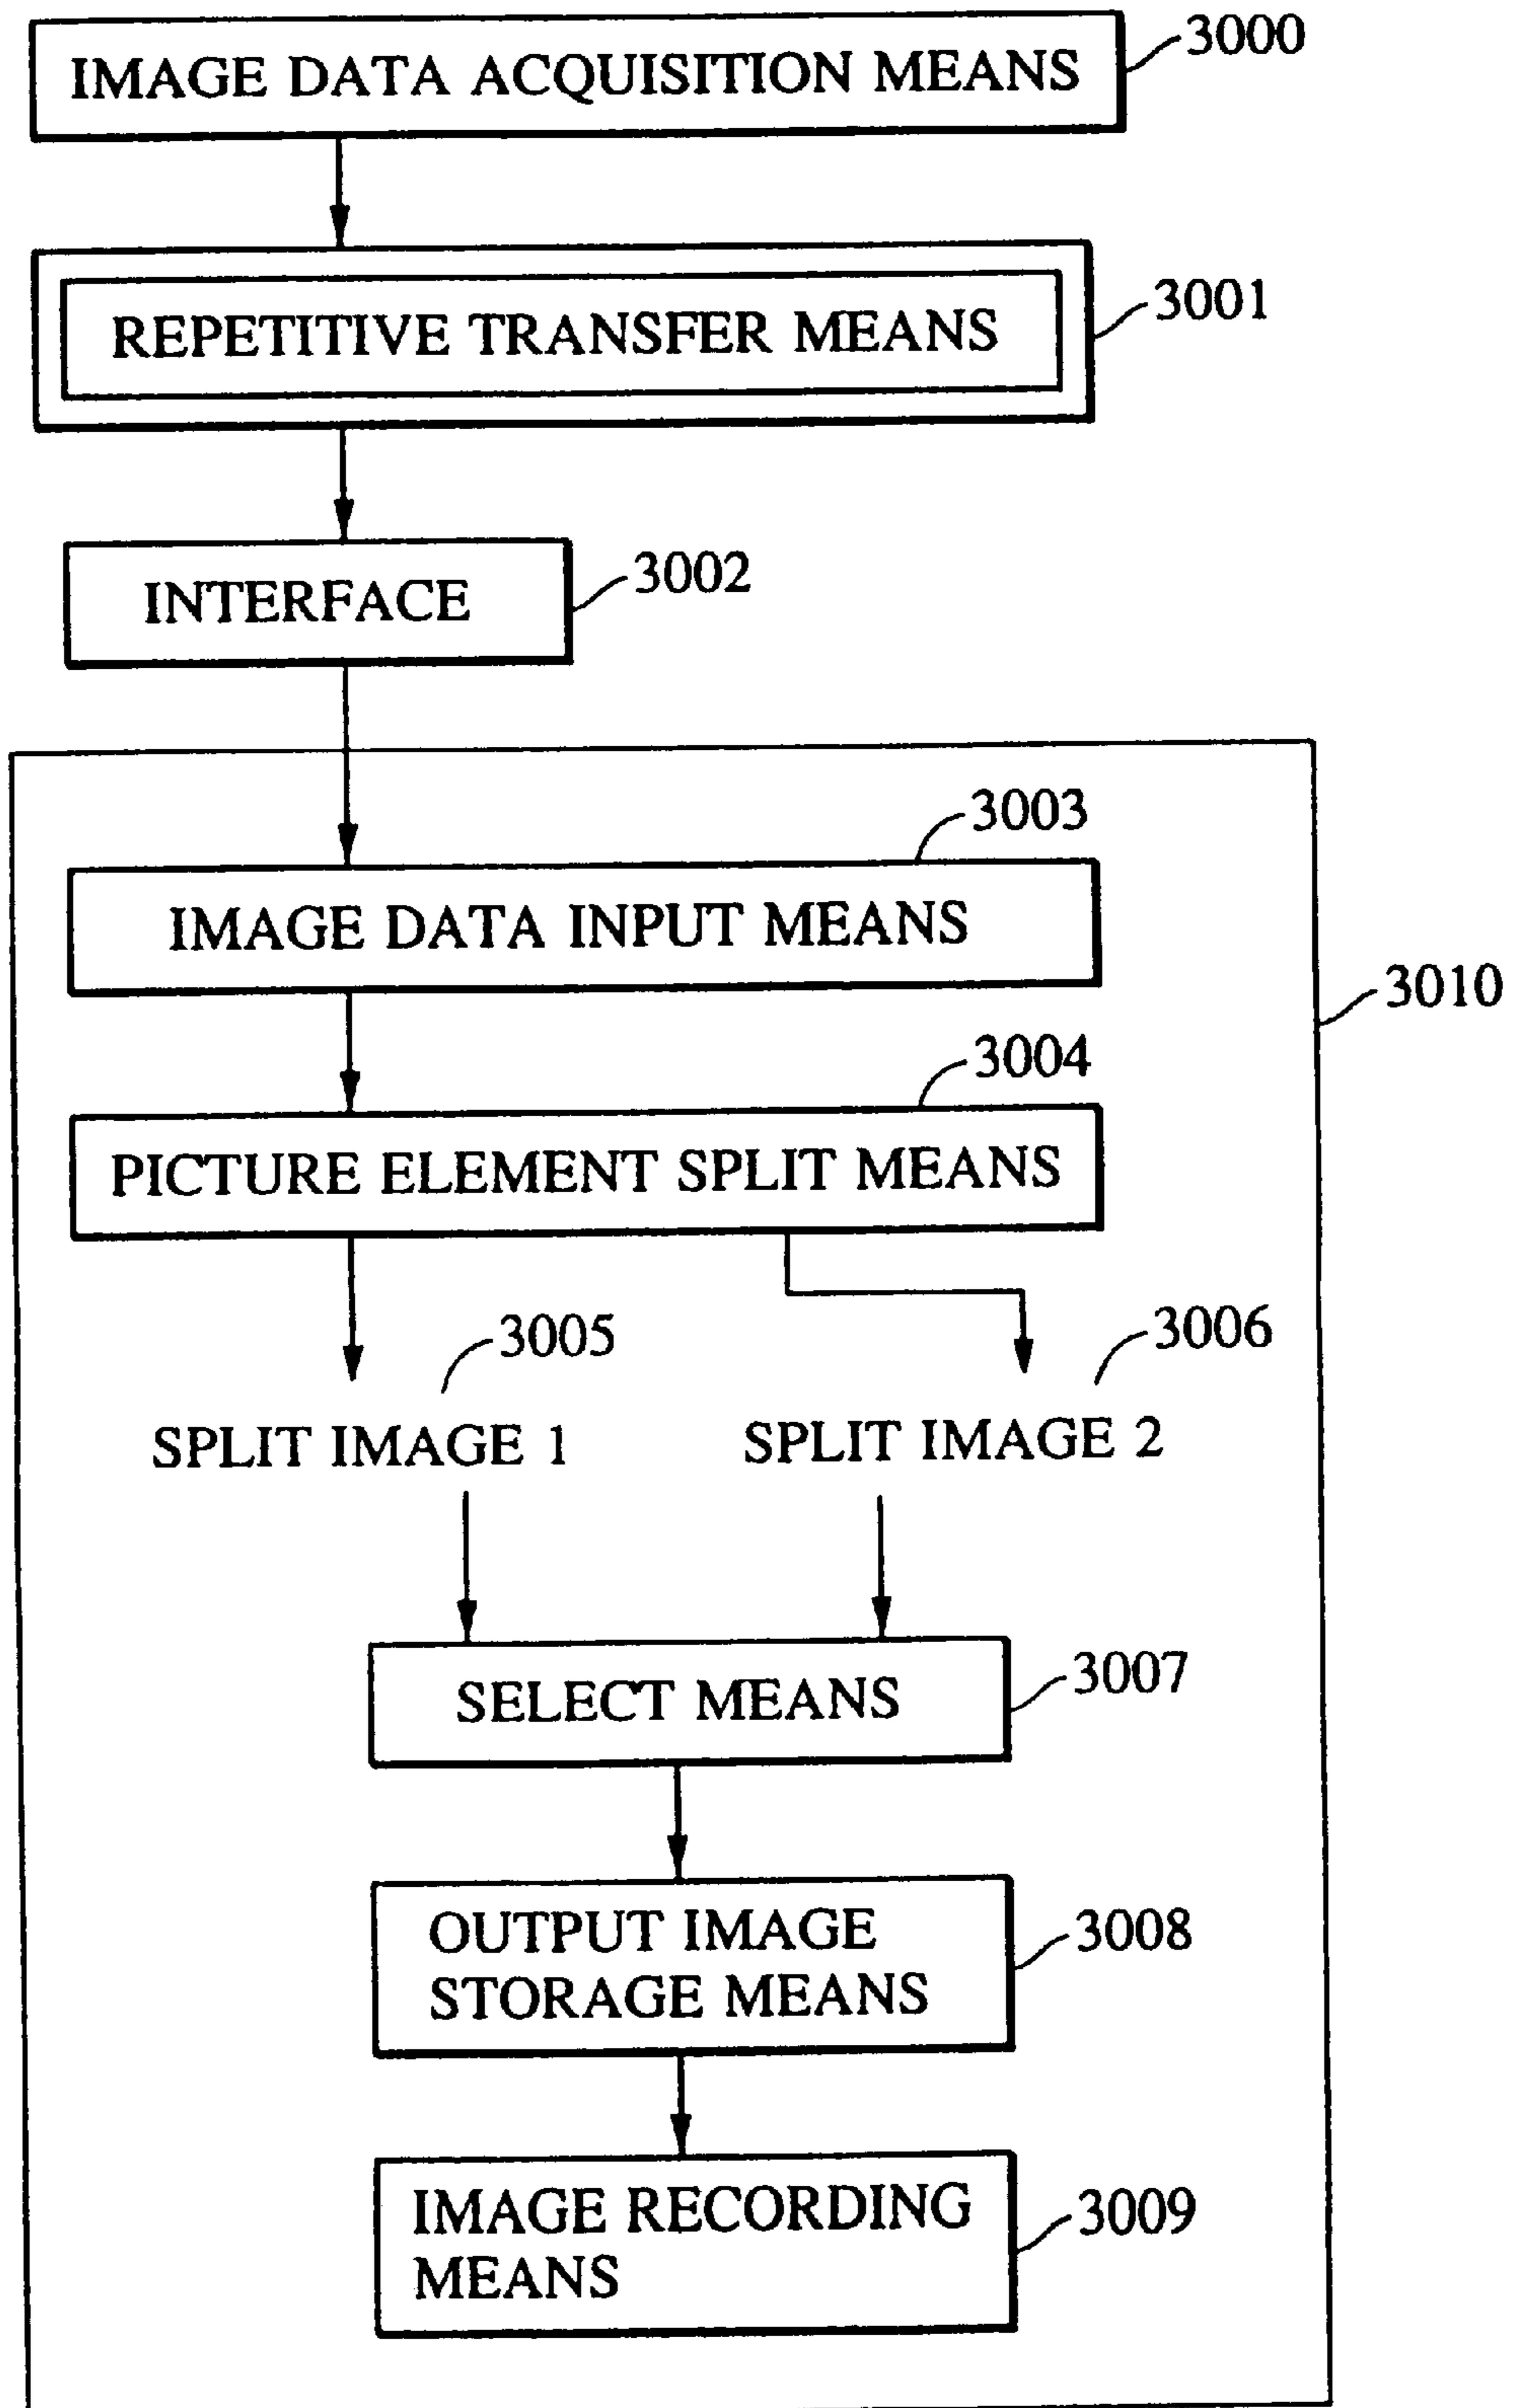 IMAGE DATA ACQUISITION MEANS
3000
REPETITIVE TRANSFER MEANS
3001
INTERFACE
3002
3003
IMAGE DATA INPUT MEANS
3010
3004
PICTURE ELEMENT SPLIT MEANS
3005
3006
SPLIT IMAGE 1
SPLIT IMAGE 2
SELECT MEANS
3007
OUTPUT IMAGE
STORAGE MEANS
3008
IMAGE RECORDING
MEANS
3009